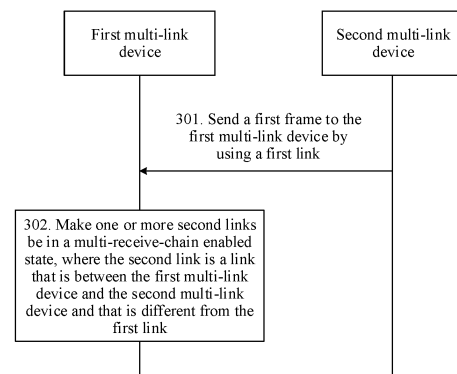 First multi-link
device
Second multi-link
device
301. Send a first frame to the
first multi-link device by
using a first link
302. Make one or more second links
be in a multi-receive-chain enabled
state, where the second link is a link
that is between the first multi-link
device and the second multi-link
device and that is different from the
first link